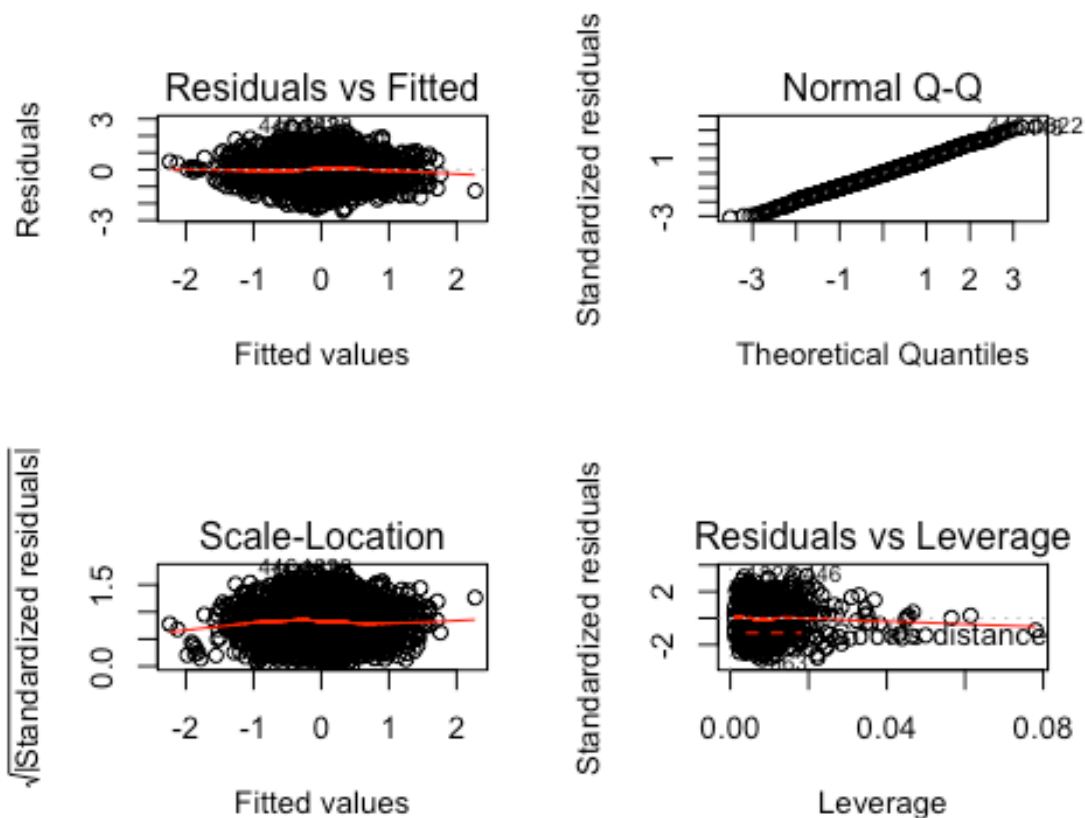 Residuals vs Fitted
Residuals
3
0
-3
-2 -1 0 1 2
Fitted values
Normal Q-Q
Standardized residuals
1
-3
-3 -1 1 2 3
Theoretical Quantiles
Scale-Location
√|Standardized residuals|
1.5
0.0
-2 -1 0 1 2
Fitted values
Residuals vs Leverage
Standardized residuals
2
-2
distance
0.00 0.04 0.08
Leverage